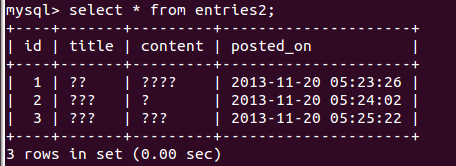 mysql> select * from entries2;
+----+-------+---------+---------------------+
| id | title | content | posted_on           |
+----+-------+---------+---------------------+
|  1 | ??    | ????    | 2013-11-20 05:23:26 |
|  2 | ???   | ?       | 2013-11-20 05:24:02 |
|  3 | ???   | ???     | 2013-11-20 05:25:22 |
+----+-------+---------+---------------------+
3 rows in set (0.00 sec)